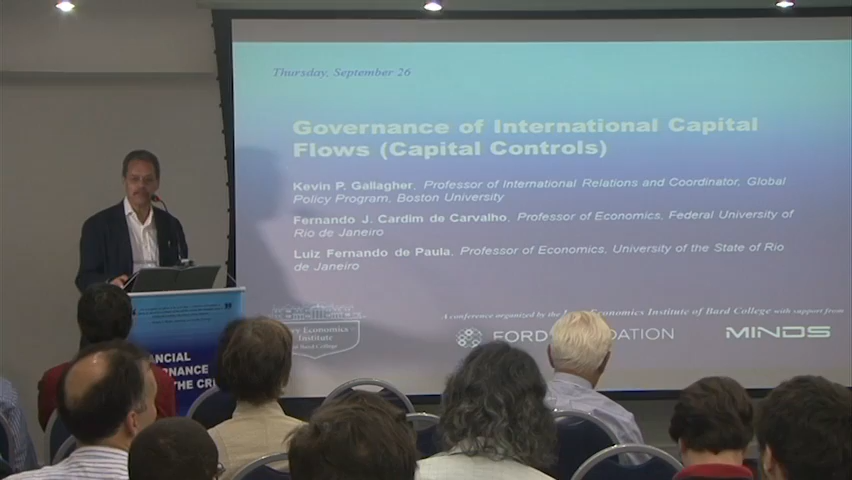 Thursday, September 26
Governance of International Capital
Flows (Capital Controls)
Kevin P. Gallagher, Professor of International Relations and Coordinator, Global
Policy Program, Boston University
Fernando J. Cardim de Carvalho, Professor of Economics, Federal University of
Rio de Janeiro
Luiz Fernando de Paula, Professor of Economics, University of the State of Rio
de Janeiro
A conference organized by the Economics Institute of Bard College with support from
Economics
Institute
of Bard College
FORD
DATION
MINDS
THE